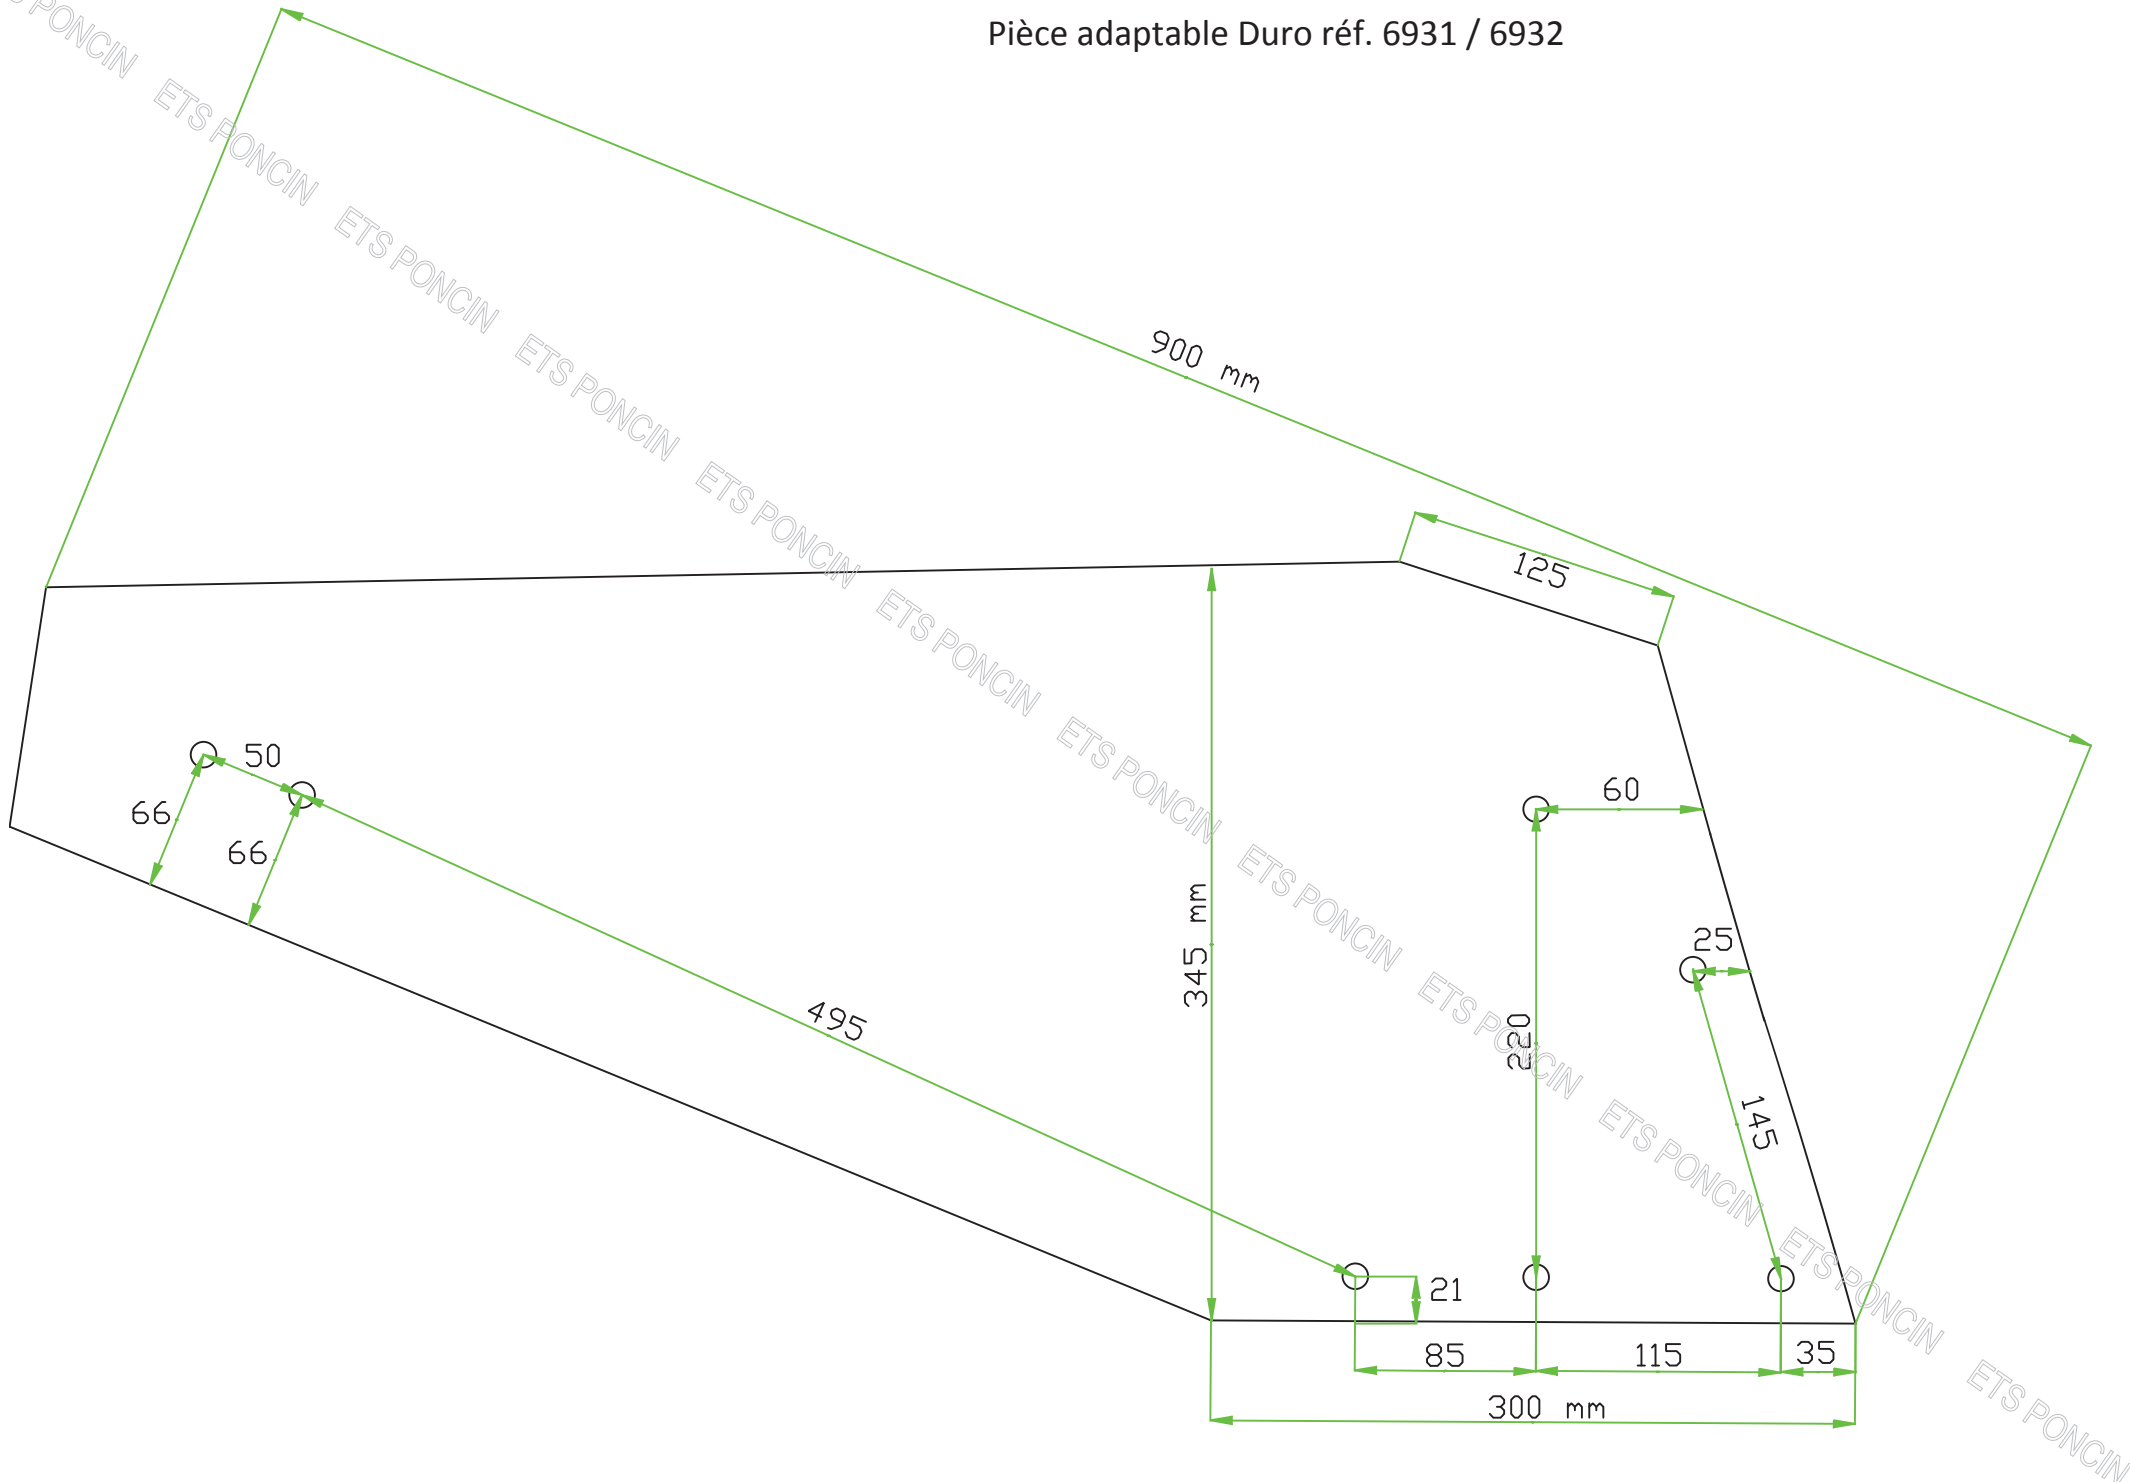 Pièce adaptable Duro réf. 6931 / 6932
ETS PONCIN ETS PONCIN ETS PONCIN ETS PONCIN ETS PONCIN ETS PONCIN ETS PONCIN ETS PONCIN ETS PONCIN ETS PONCIN ETS PONCIN ETS PONCIN
900 mm
125
50
60
66
66
25
345 mm
495
220
145
21
85
115
35
300 mm